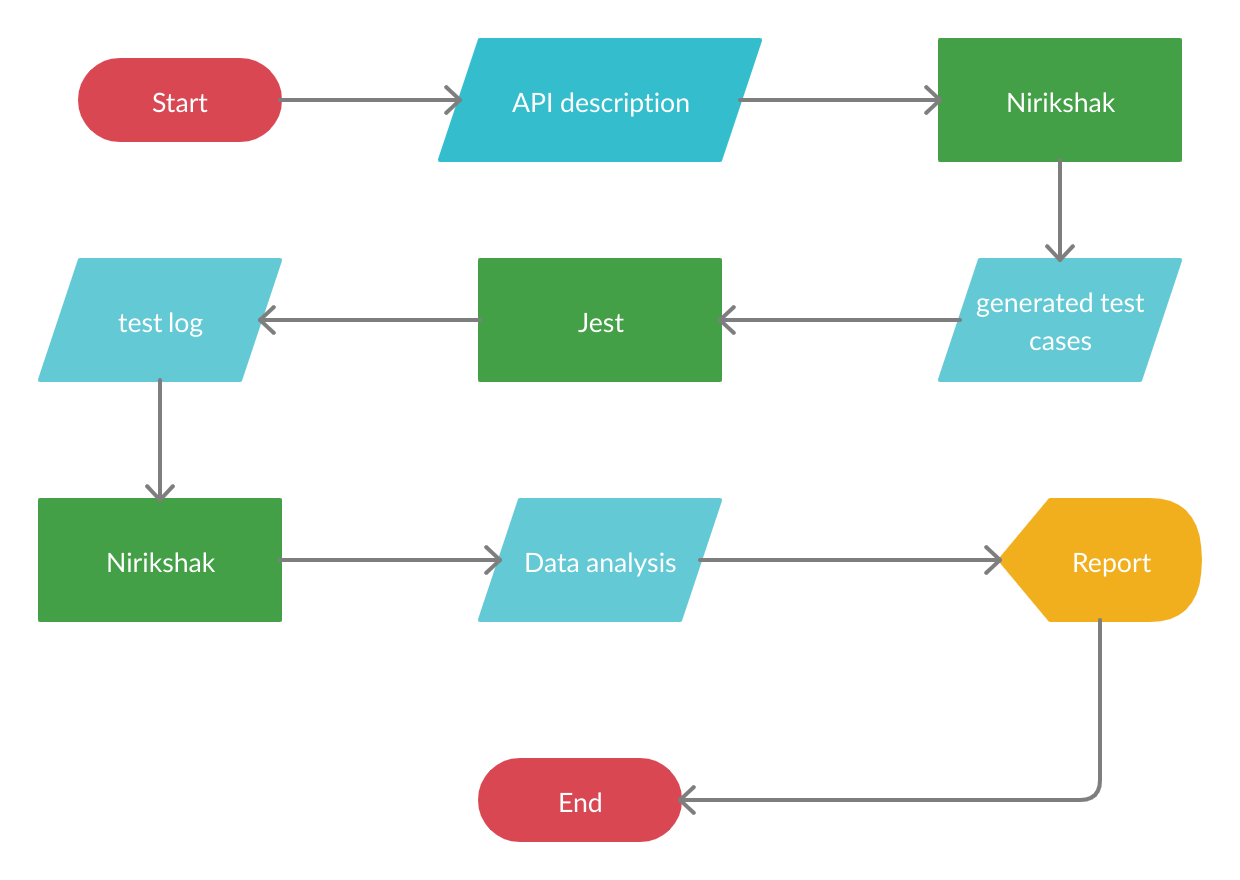 Start
API description
Nirikshak
generated test
cases
Jest
test log
Nirikshak
Data analysis
Report
End